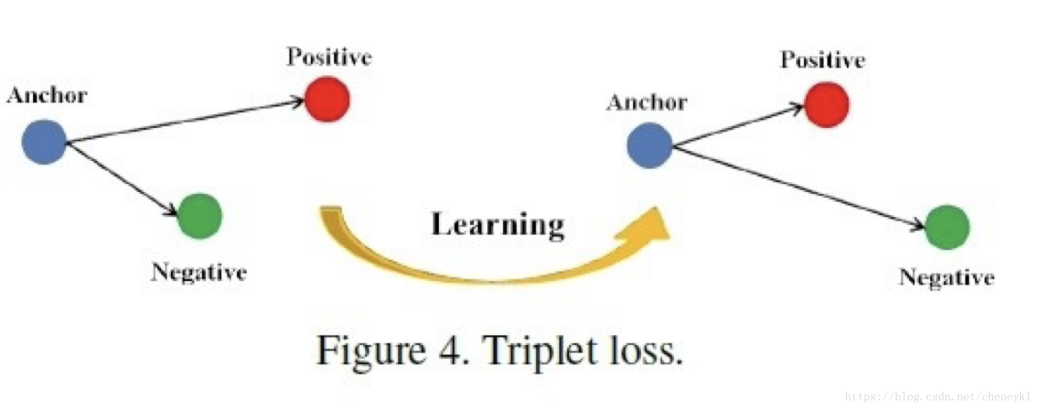 Positive
Positive
Anchor
Anchor
Learning
Negative
Negative
Figure 4. Triplet loss.
https://blog.csdn.net/cheneykl